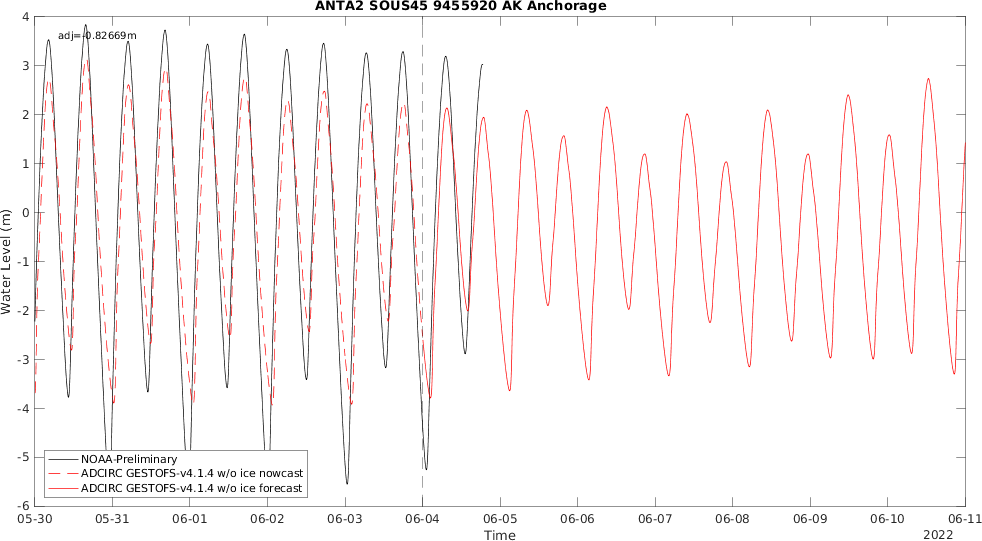 ANTA2 SOUS45 9455920 AK Anchorage
adj=-0.82669m
4
3
2
1
0
-1
-2
-3
-4
-5
-6
Water Level (m)
NOAA-Preliminary
ADCIRC GESTOFS-v4.1.4 w/o ice nowcast
ADCIRC GESTOFS-v4.1.4 w/o ice forecast
05-30 05-31 06-01 06-02 06-03 06-04 06-05 06-06 06-07 06-08 06-09 06-10 06-11
Time
2022